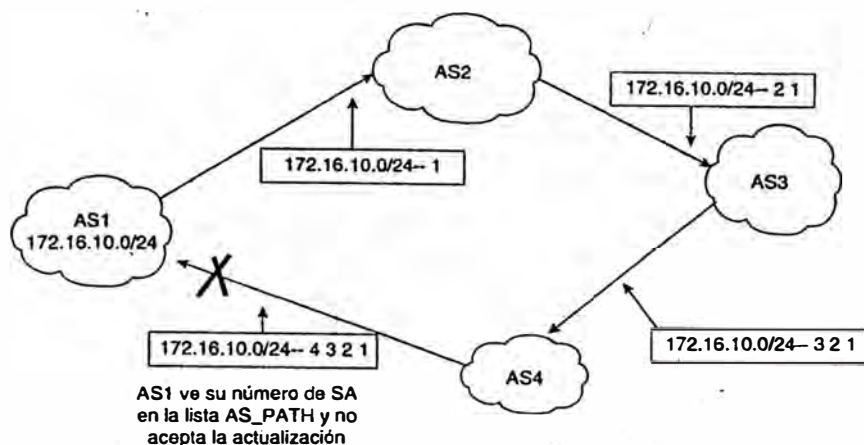 AS2
172.16.10.0/24-- 2 1
172.16.10.0/24-- 1
AS3
AS1
172.16.10.0/24
172.16.10.0/24-- 4 3 2 1
172.16.10.0/24-- 3 2 1
AS4
AS1 ve su número de SA
en la lista AS_PATH y no
acepta la actualización